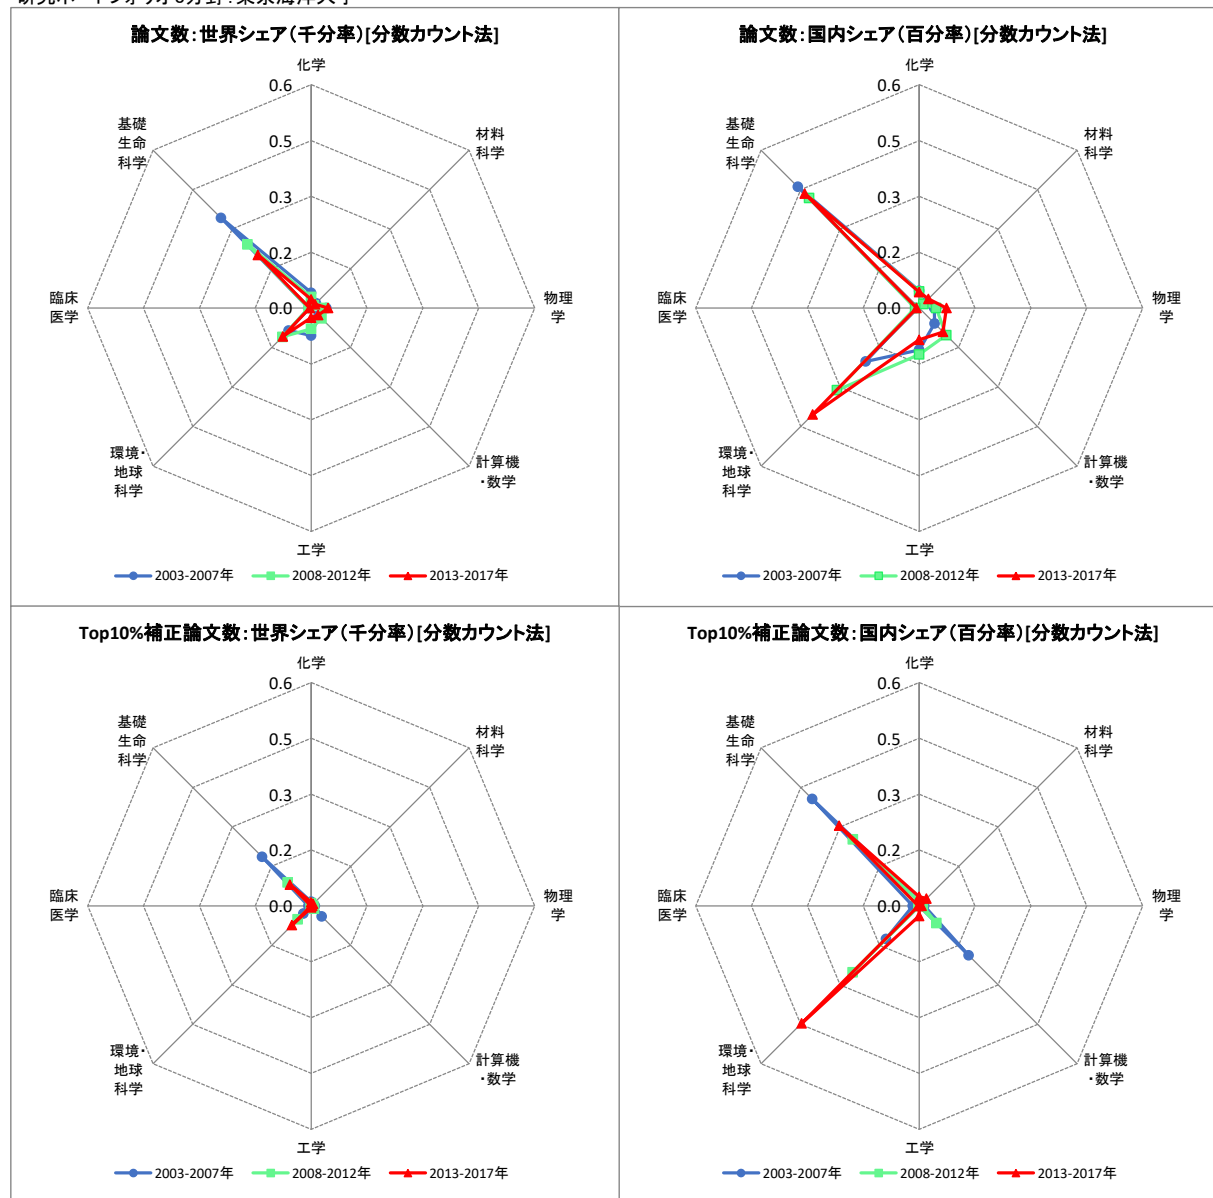 論文数：世界シェア（千分率）[分数カウント法]
化学
0.6
0.5
0.3
0.2
0.0
材料
科学
物理
学
計算機
・数学
工学
環境・
地球
科学
臨床
医学
基礎
生命
科学
2003-2007年
2008-2012年
2013-2017年
論文数：国内シェア（百分率）[分数カウント法]
化学
0.6
0.5
0.3
0.2
0.0
材料
科学
物理
学
計算機
・数学
工学
環境・
地球
科学
臨床
医学
基礎
生命
科学
2003-2007年
2008-2012年
2013-2017年
Top10%補正論文数：世界シェア（千分率）[分数カウント法]
化学
0.6
0.5
0.3
0.2
0.0
材料
科学
物理
学
計算機
・数学
工学
環境・
地球
科学
臨床
医学
基礎
生命
科学
2003-2007年
2008-2012年
2013-2017年
Top10%補正論文数：国内シェア（百分率）[分数カウント法]
化学
0.6
0.5
0.3
0.2
0.0
材料
科学
物理
学
計算機
・数学
工学
環境・
地球
科学
臨床
医学
基礎
生命
科学
2003-2007年
2008-2012年
2013-2017年